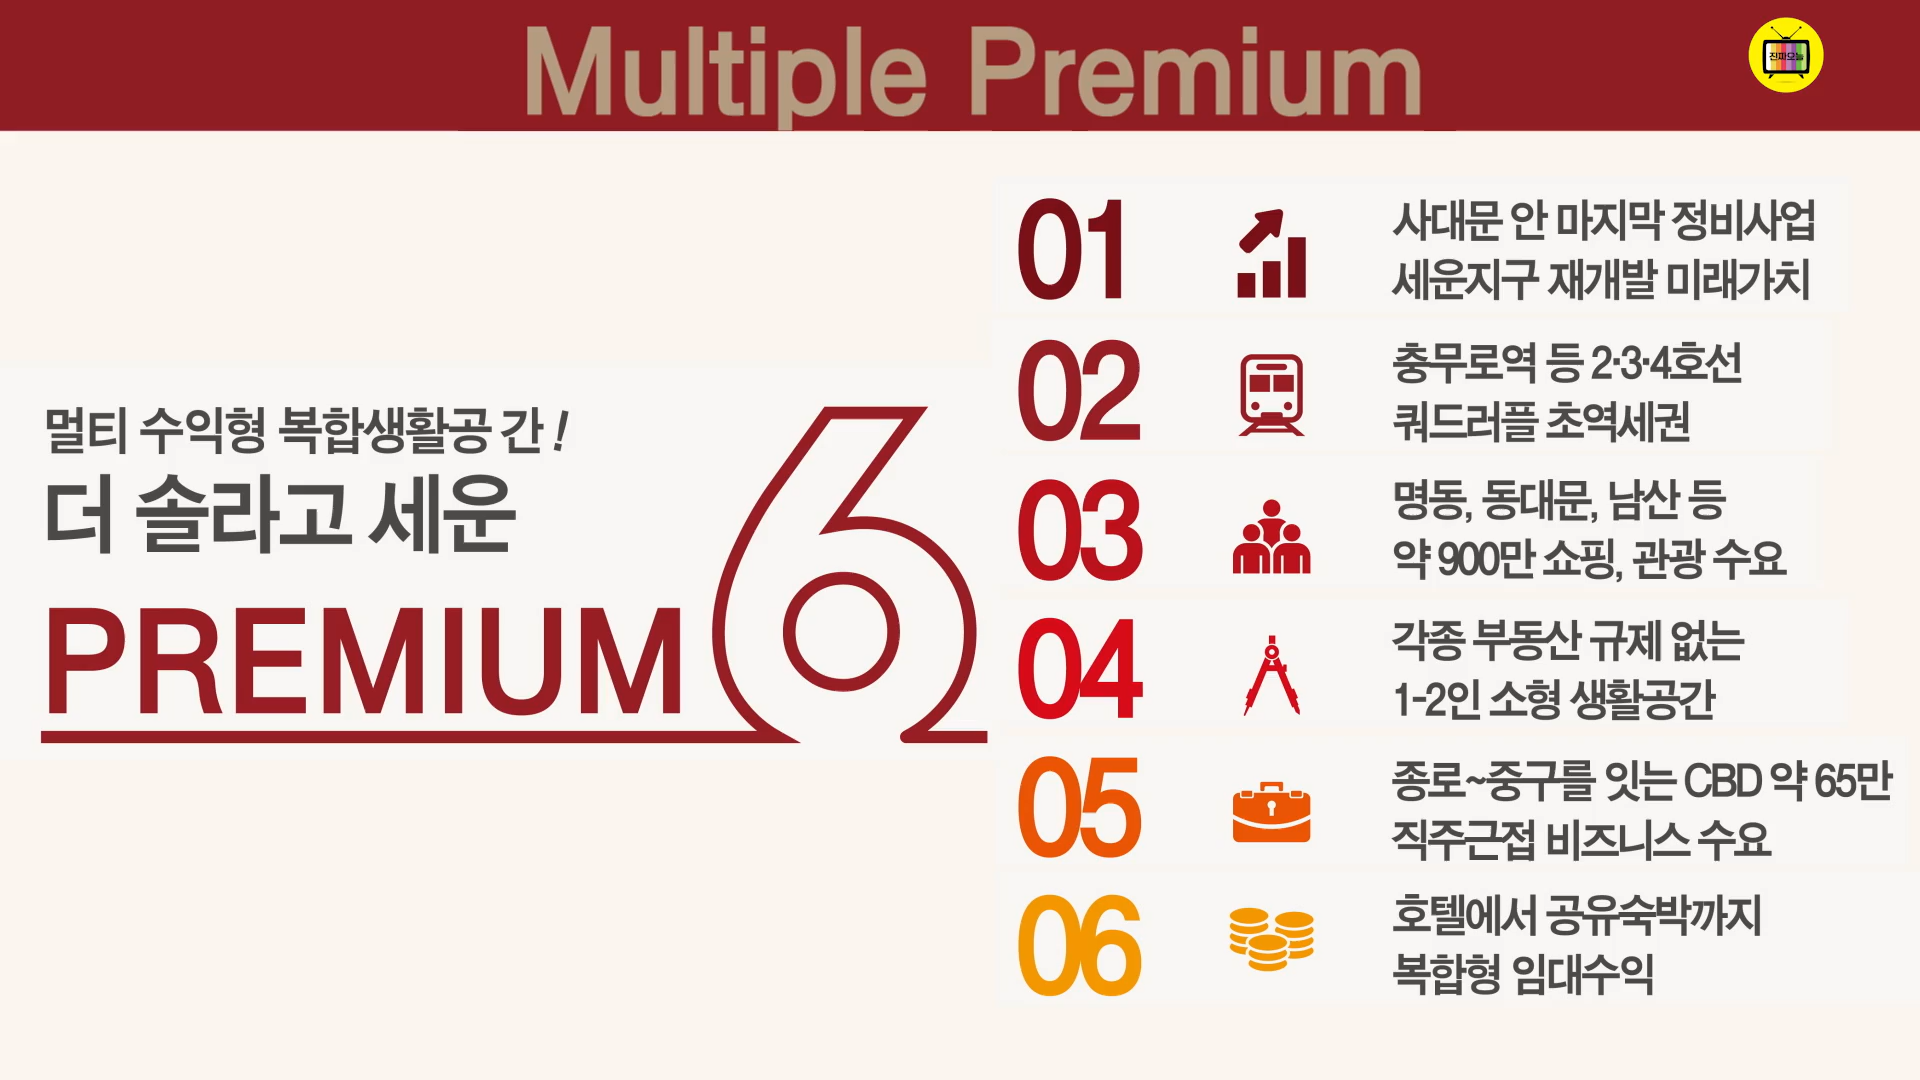 Multiple Premium
진짜오늘
멀티 수익형 복합생활공 간 !
더 솔라고 세운
PREMIUM 6
01
사대문 안 마지막 정비사업
세운지구 재개발 미래가치
02
충무로역 등 2·3·4호선
쿼드러플 초역세권
03
명동, 동대문, 남산 등
약 900만 쇼핑, 관광 수요
04
각종 부동산 규제 없는
1-2인 소형 생활공간
05
종로~중구를 잇는 CBD 약 65만
직주근접 비즈니스 수요
06
호텔에서 공유숙박까지
복합형 임대수익